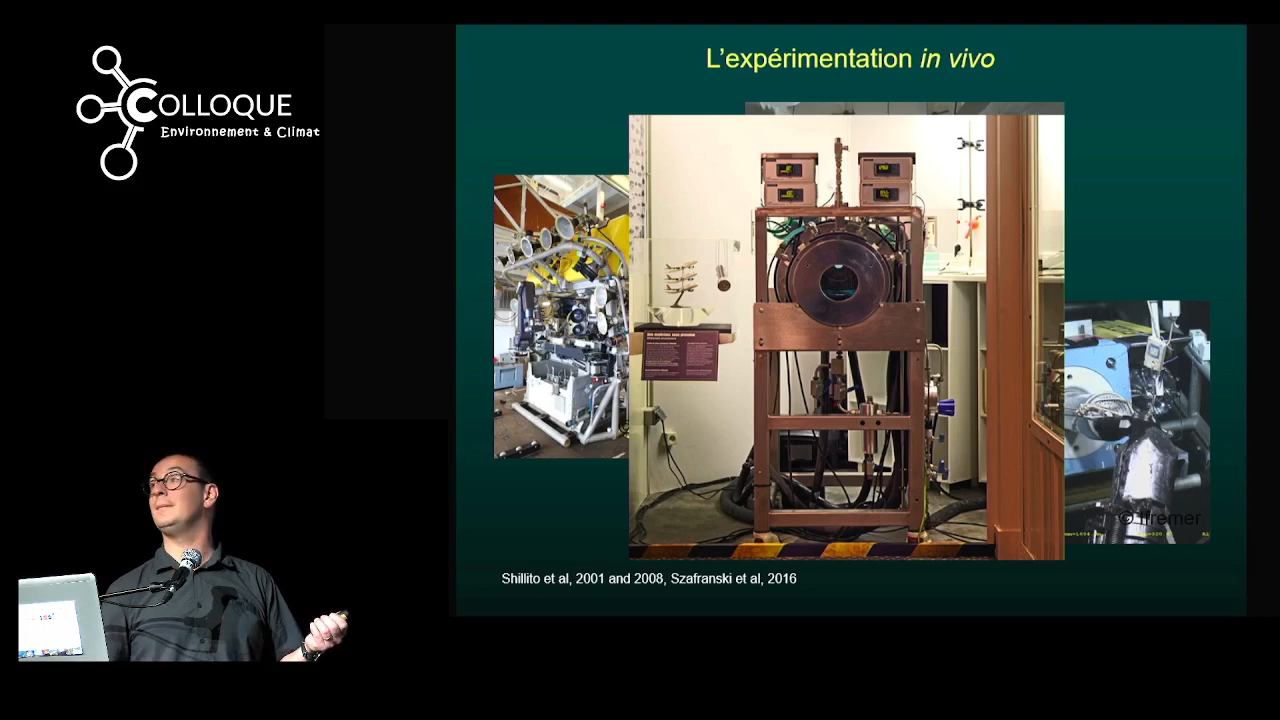 COLLOQUE
Environnement & Climat
L'expérimentation in vivo
© Ifremer
Shillito et al, 2001 and 2008, Szafranski et al, 2016